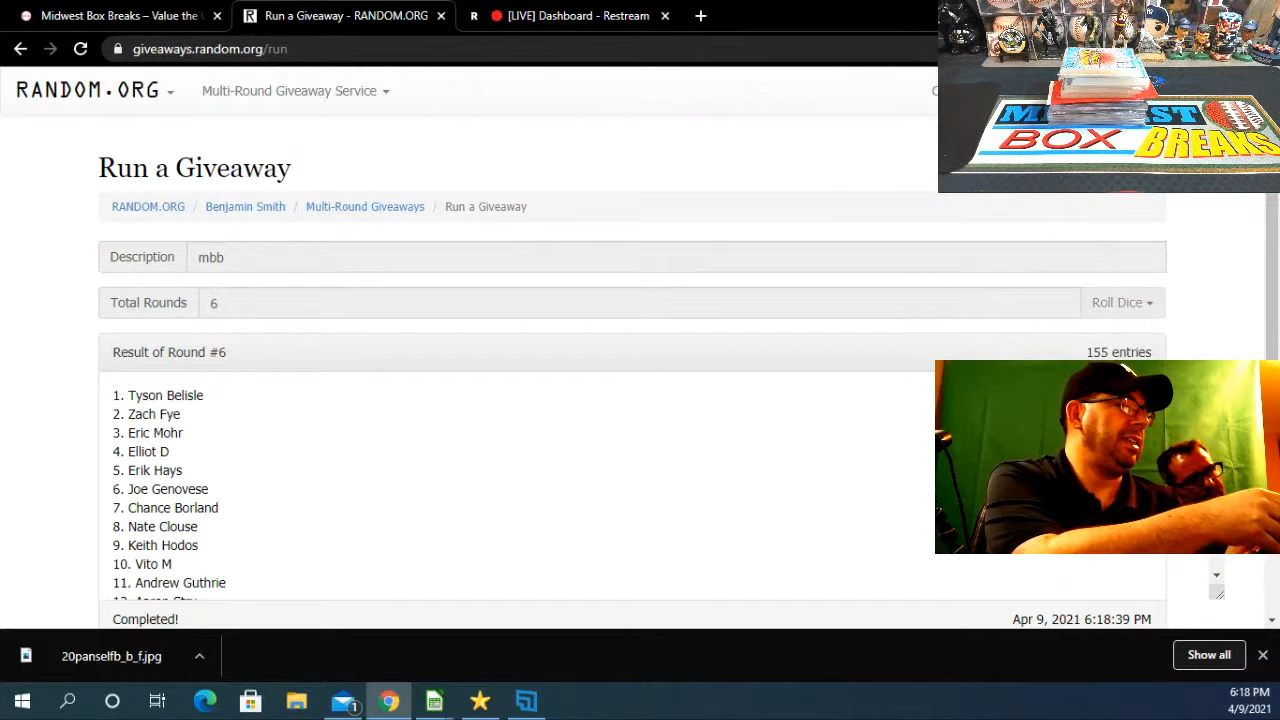 Midwest Box Breaks – Value the
Run a Giveaway - RANDOM.ORG
[LIVE] Dashboard - Restream
giveaways.random.org/run
RANDOM.ORG
Multi-Round Giveaway Service
BOX BREAKS
Run a Giveaway
RANDOM.ORG / Benjamin Smith / Multi-Round Giveaways / Run a Giveaway
Description mbb
Total Rounds 6 Roll Dice
Result of Round #6 155 entries
1. Tyson Belisle
2. Zach Fye
3. Eric Mohr
4. Elliot D
5. Erik Hays
6. Joe Genovese
7. Chance Borland
8. Nate Clouse
9. Keith Hodos
10. Vito M
11. Andrew Guthrie
Completed! Apr 9, 2021 6:18:39 PM
20panselfb_b_f.jpg
Show all
1
6:18 PM
4/9/2021